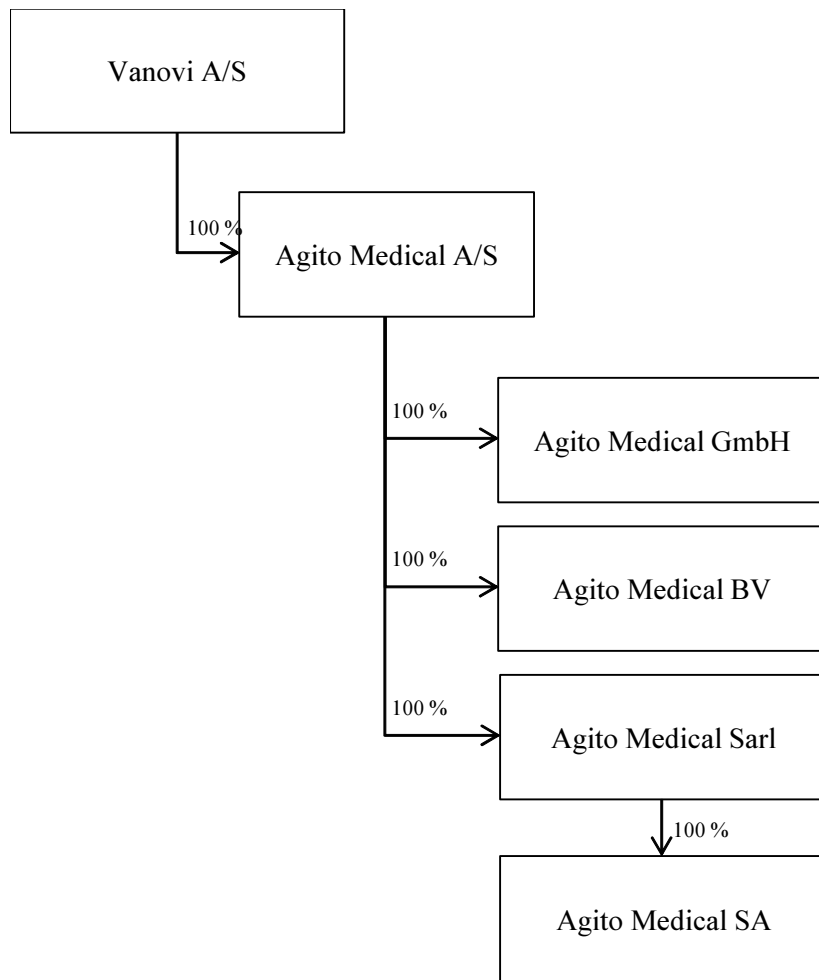 Vanovi A/S
100 %
Agito Medical A/S
100 %
Agito Medical GmbH
100 %
Agito Medical BV
100 %
Agito Medical Sarl
100 %
Agito Medical SA